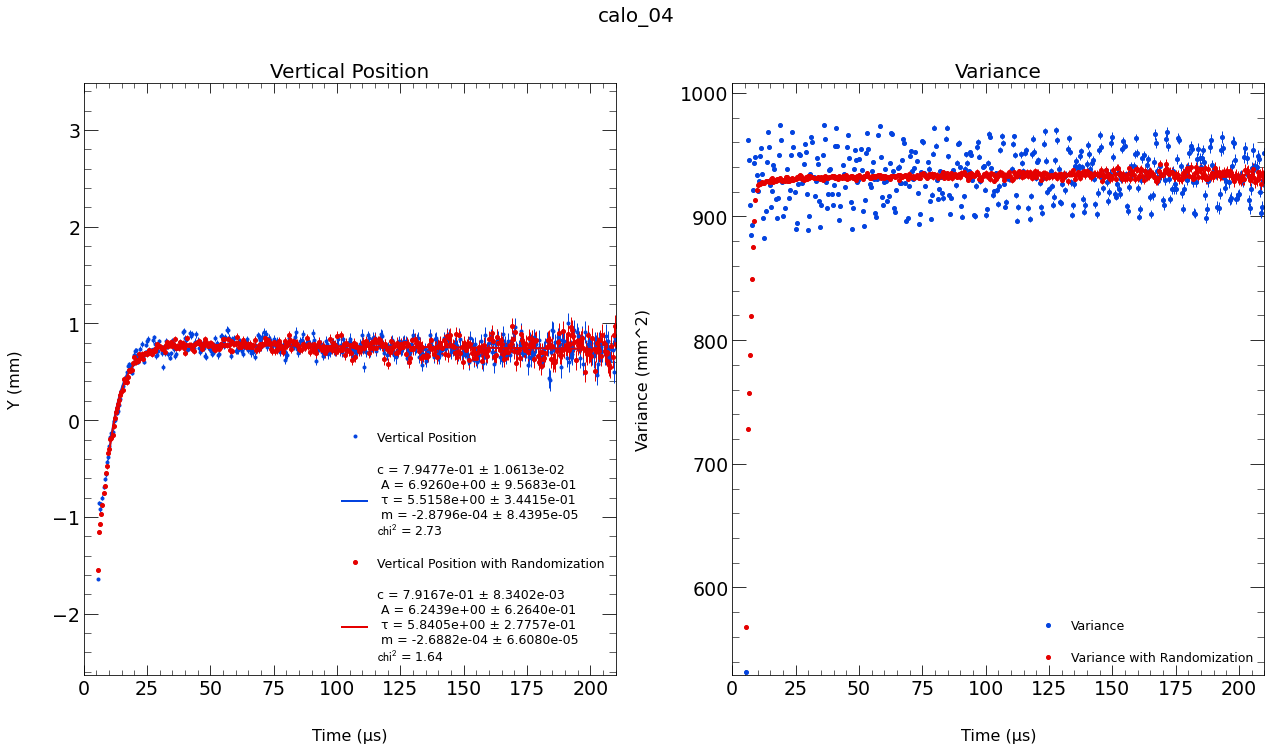 calo_04
Vertical Position
Y (mm)
3
2
1
0
−1
−2
0 25 50 75 100 125 150 175 200
Time (μs)
Vertical Position
c = 7.9477e-01 ± 1.0613e-02
A = 6.9260e+00 ± 9.5683e-01
τ = 5.5158e+00 ± 3.4415e-01
m = -2.8796e-04 ± 8.4395e-05
chi² = 2.73
Vertical Position with Randomization
c = 7.9167e-01 ± 8.3402e-03
A = 6.2439e+00 ± 6.2640e-01
τ = 5.8405e+00 ± 2.7757e-01
m = -2.6882e-04 ± 6.6080e-05
chi² = 1.64
Variance
Variance (mm^2)
1000
900
800
700
600
0 25 50 75 100 125 150 175 200
Time (μs)
Variance
Variance with Randomization